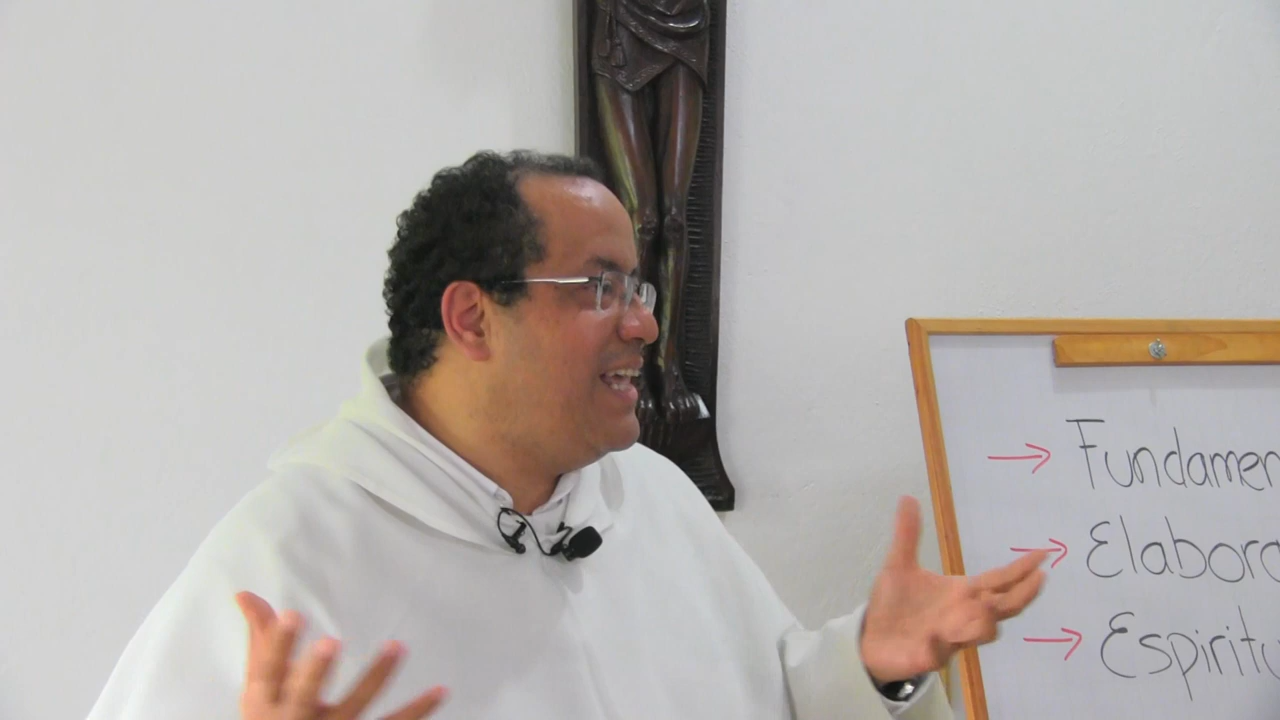 → Fundamen
→ Elabora
→ Espiritu